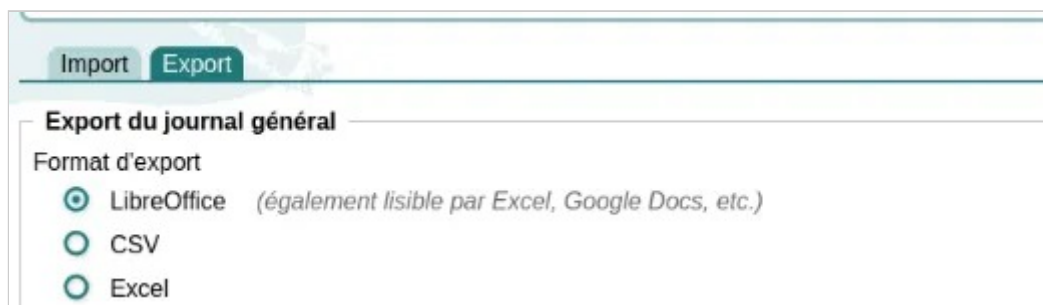 Import Export
Export du journal général
Format d'export
LibreOffice (également lisible par Excel, Google Docs, etc.)
CSV
Excel